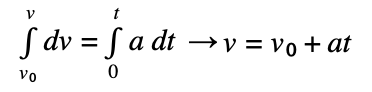 ∫_{v₀}^{v} dv = ∫_{0}^{t} a dt → v = v₀ + at